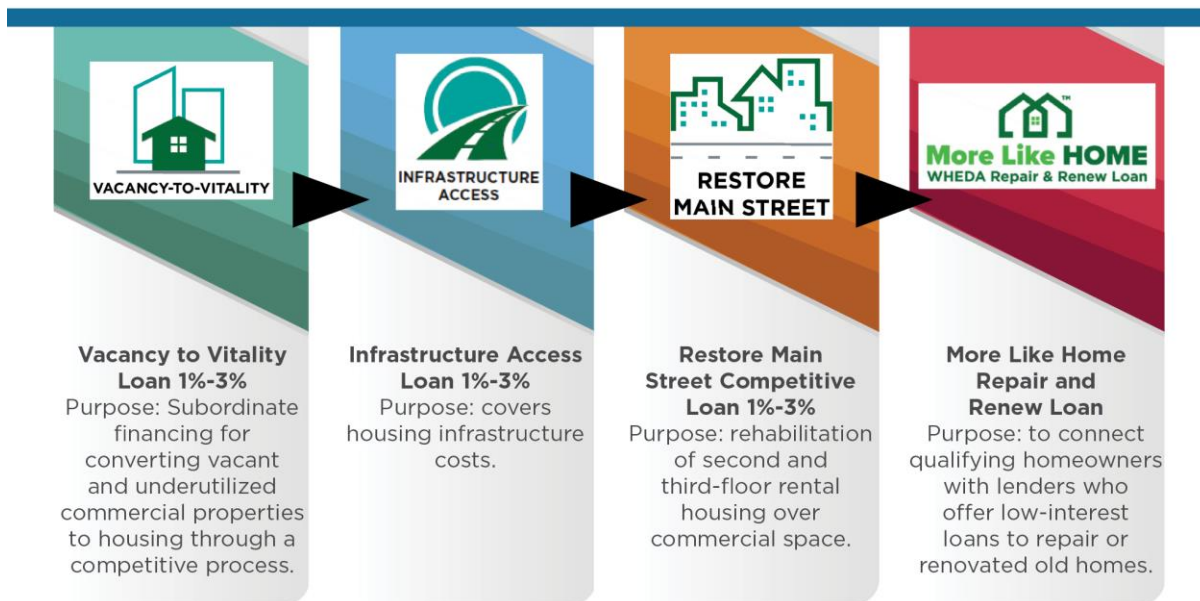 VACANCY-TO-VITALITY
INFRASTRUCTURE
ACCESS
RESTORE
MAIN STREET
More Like HOME™
WHEDA Repair & Renew Loan
Vacancy to Vitality
Loan 1%-3%
Purpose: Subordinate
financing for
converting vacant
and underutilized
commercial properties
to housing through a
competitive process.
Infrastructure Access
Loan 1%-3%
Purpose: covers
housing infrastructure
costs.
Restore Main
Street Competitive
Loan 1%-3%
Purpose: rehabilitation
of second and
third-floor rental
housing over
commercial space.
More Like Home
Repair and
Renew Loan
Purpose: to connect
qualifying homeowners
with lenders who
offer low-interest
loans to repair or
renovated old homes.